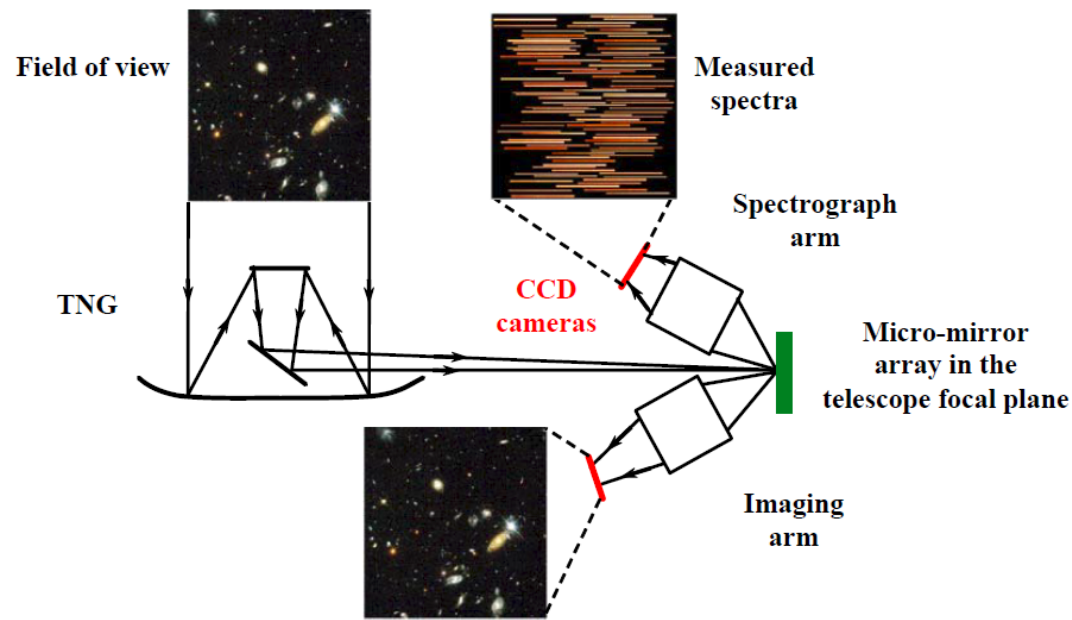 Field of view
Measured
spectra
Spectrograph
arm
TNG
CCD
cameras
Micro-mirror
array in the
telescope focal plane
Imaging
arm